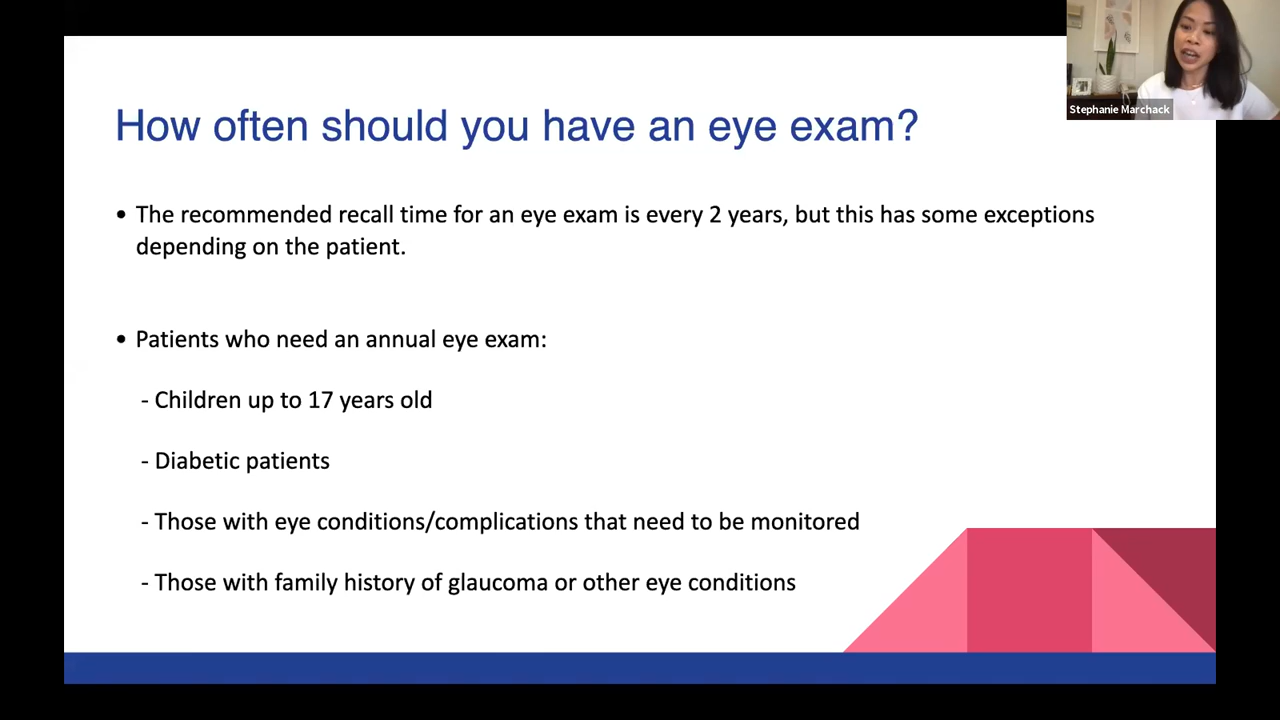 Stephanie Marchack
How often should you have an eye exam?
• The recommended recall time for an eye exam is every 2 years, but this has some exceptions
depending on the patient.
• Patients who need an annual eye exam:
- Children up to 17 years old
- Diabetic patients
- Those with eye conditions/complications that need to be monitored
- Those with family history of glaucoma or other eye conditions